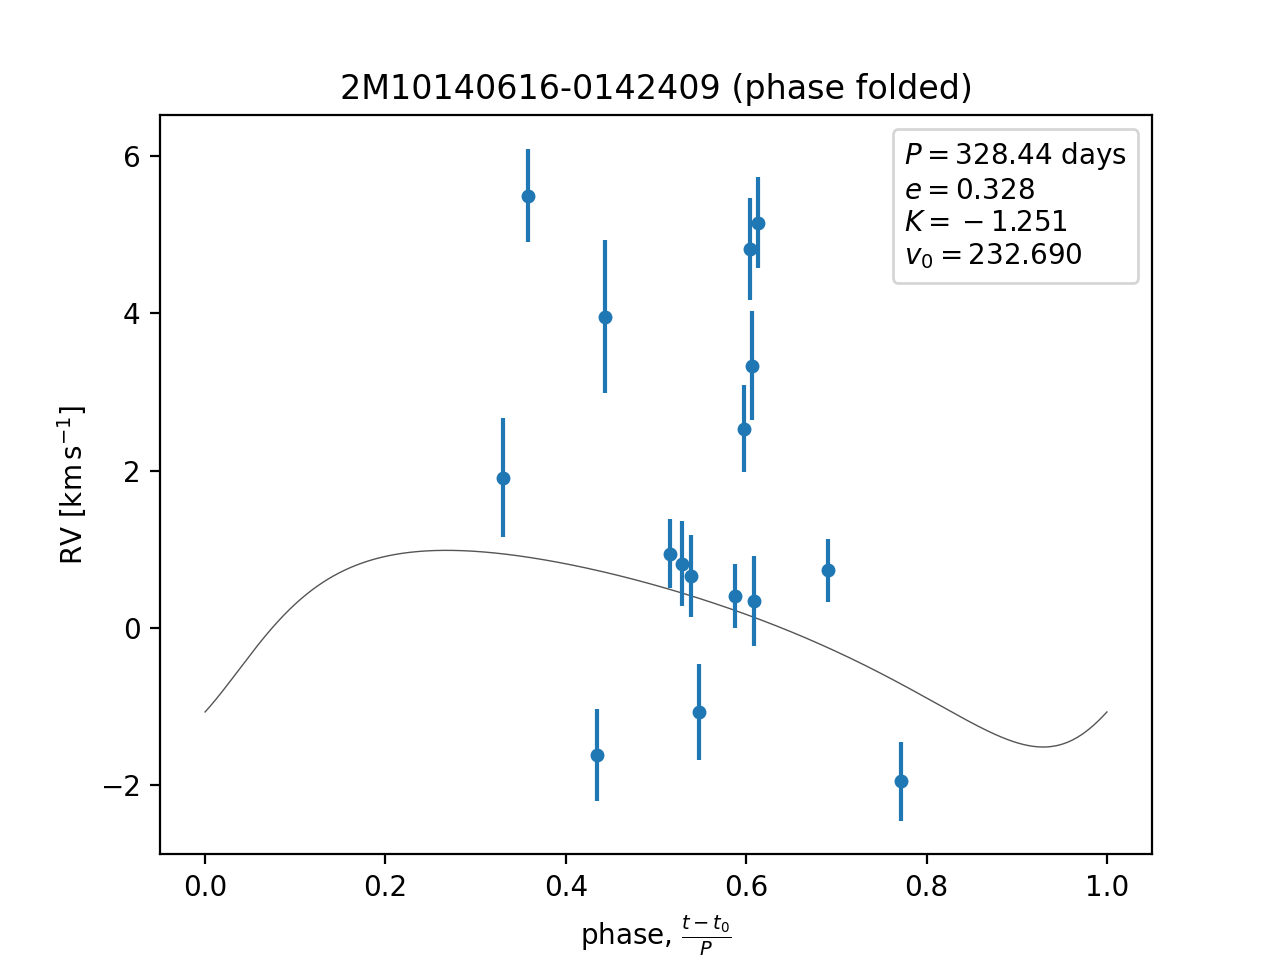 2M10140616-0142409 (phase folded)
P = 328.44 days
e = 0.328
K = −1.251
v₀ = 232.690
RV [km s⁻¹]
6
4
2
0
−2
0.0 0.2 0.4 0.6 0.8 1.0
phase, (t − t₀)/P